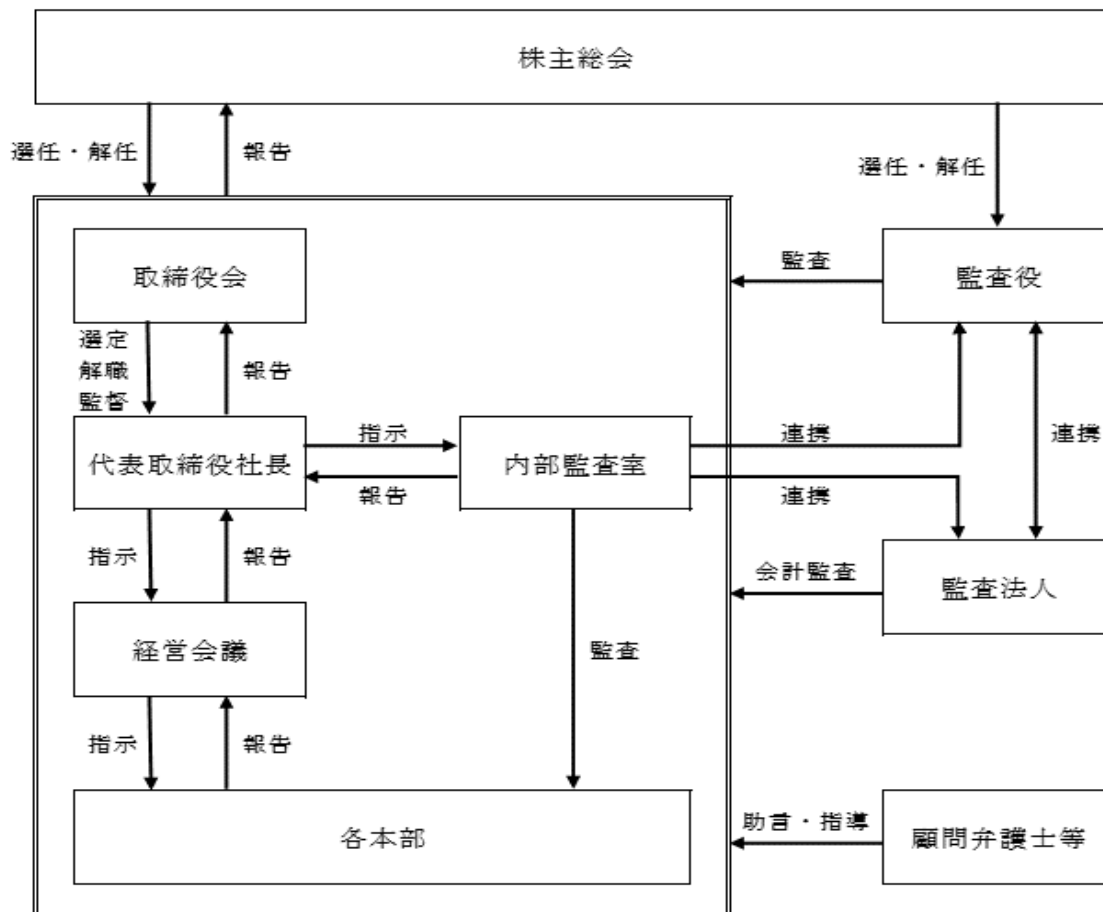 株主総会
選任・解任
報告
選任・解任
取締役会
監査
監査役
選定
解職
監督
報告
代表取締役社長
指示
報告
内部監査室
連携
連携
連携
指示
報告
会計監査
監査法人
経営会議
監査
指示
報告
各本部
助言・指導
顧問弁護士等